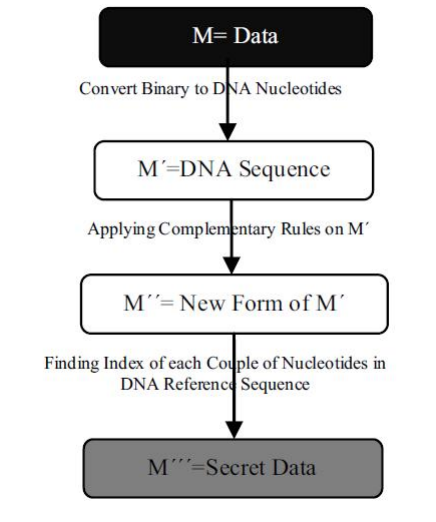 M= Data
Convert Binary to DNA Nucleotides
M´=DNA Sequence
Applying Complementary Rules on M´
M´´= New Form of M´
Finding Index of each Couple of Nucleotides in
DNA Reference Sequence
M´´´=Secret Data